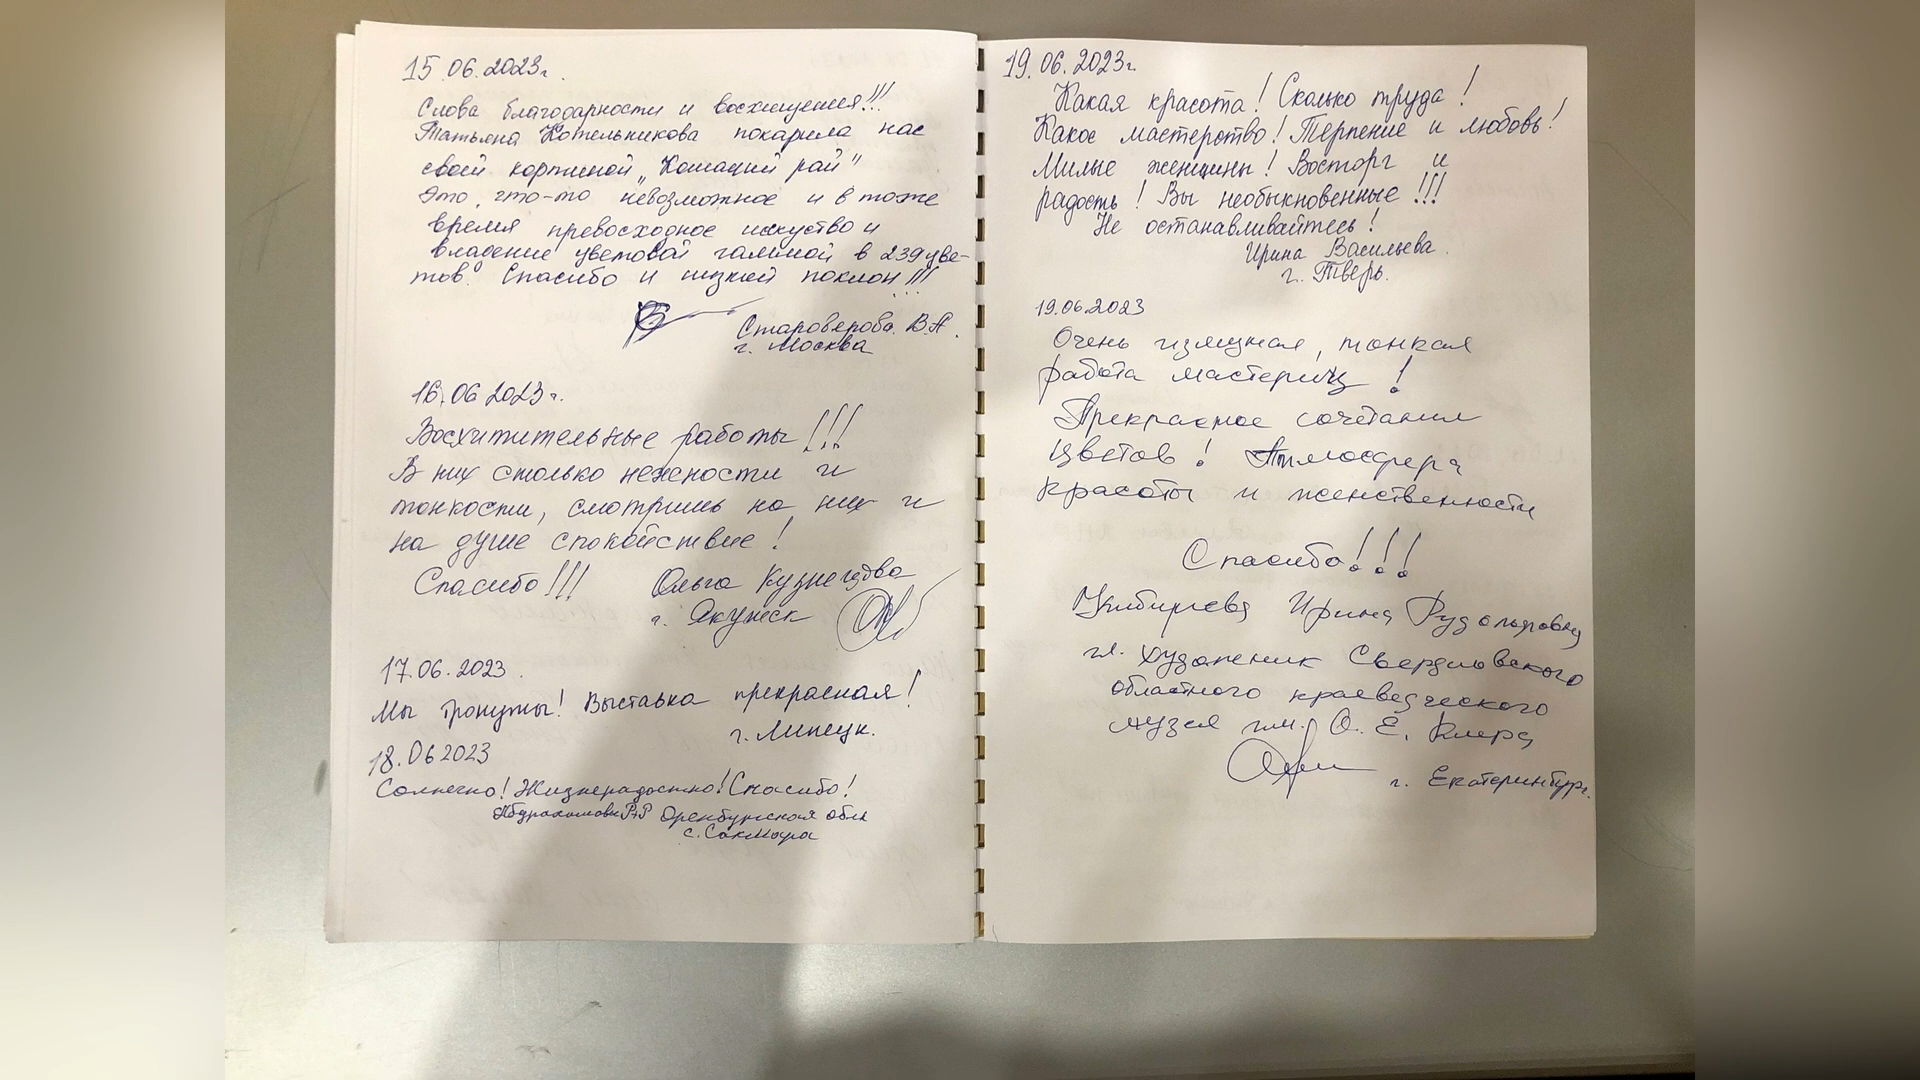 15.06.2023г.
Слова благодарности и восхищения!!!
Татьяна Котельникова покарила нас
своей картиной „Кошачий рай"
Это, что-то невозможное и в тоже
время превосходное искуство и
владение цветовой гаммой в 239 цве-
тов. Спасибо и низкий поклон!!!
Староверова. В.А.
г. Москва
16.06 2023г.
Восхитительные работы!!!
В них столько нежности и
тонкости, смотришь на них и
на душе спокойствие!
Спасибо!!! Ольга Кузнецова
г. Якутск
17.06.2023
Мы тронуты! Выставка прекрасная!
г. Липецк.
18.06 2023
Солнечно! Жизнерадостно! Спасибо!
Оренбургская обл
с. Сакмара
19.06.2023г.
Какая красота! Сколько труда!
Какое мастерство! Терпение и любовь!
Милые женщины! Восторг и
радость! Вы необыкновенные!!!
Не останавливайтесь!
Ирина Васильева.
г. Тверь.
19.06.2023
Очень изящная, тонкая
работа мастериц!
Прекрасное сочетания
цветов! Атмосфера
красоты и женственности
Спасибо!!!
Ирина Рудольфовна
гл. художник Свердловского
областного краеведческого
музея им. О. Е. Клера
г. Екатеринбург.